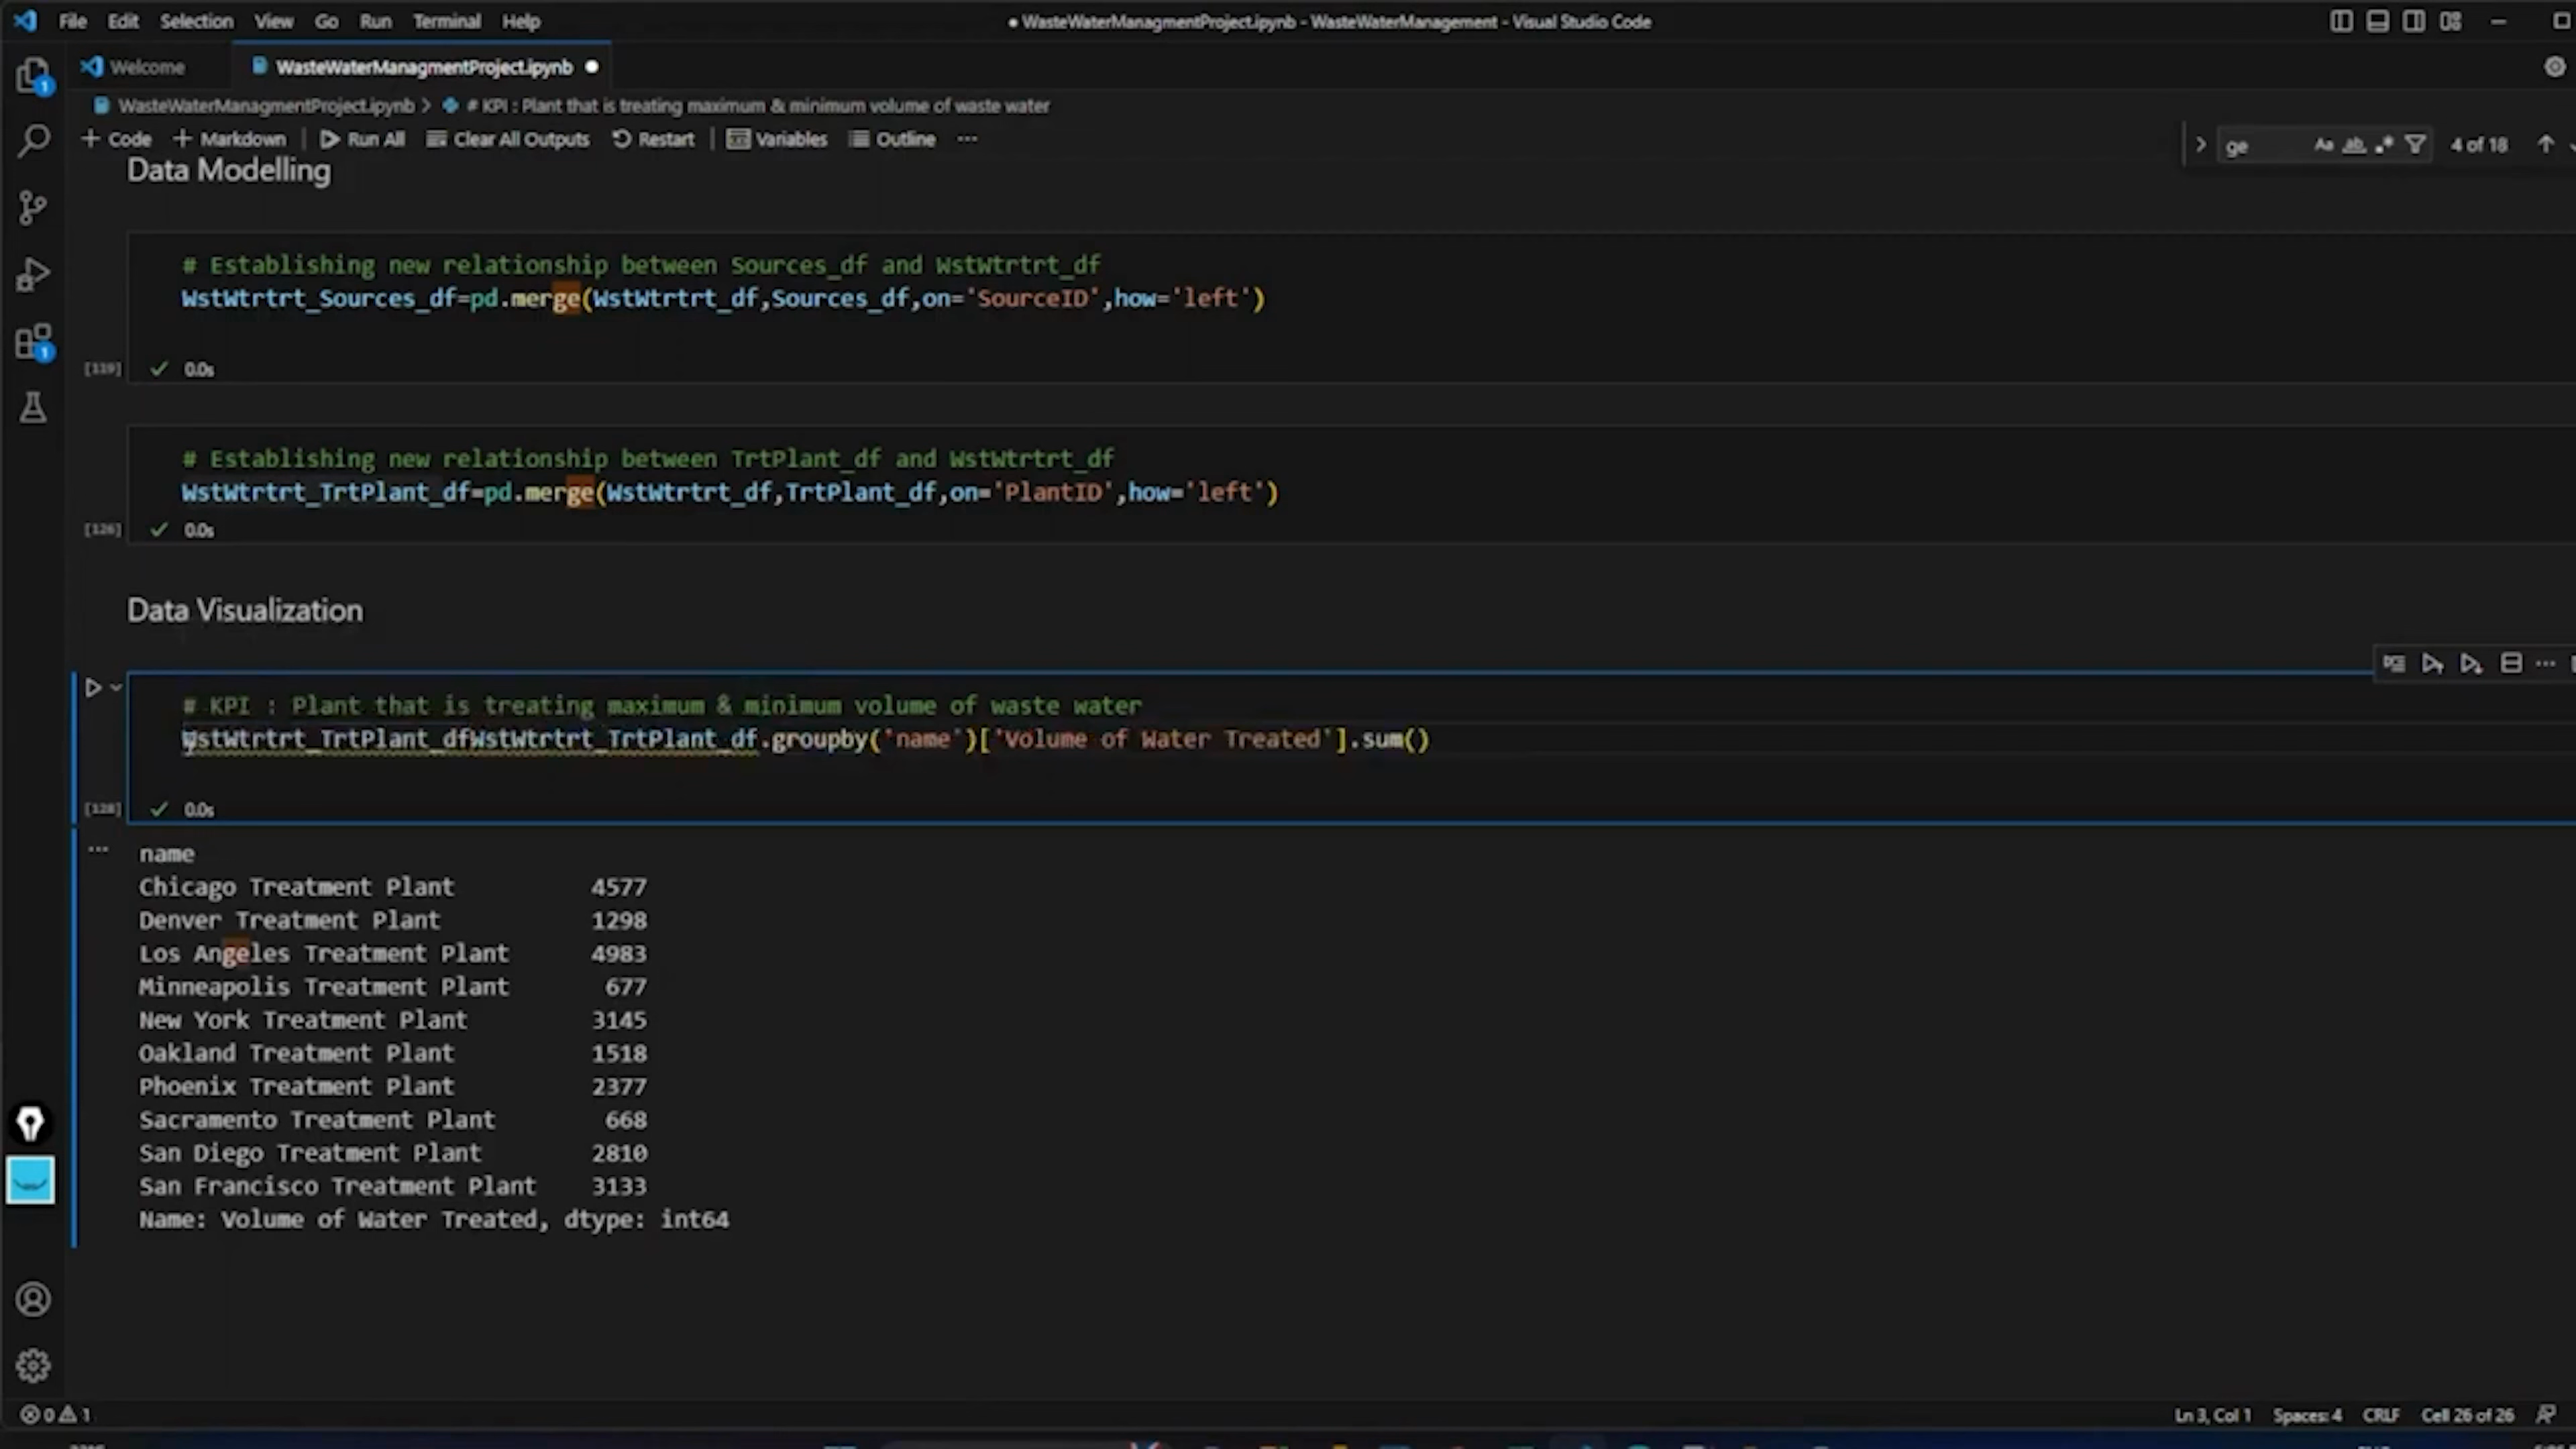 File Edit Selection View Go Run Terminal Help
● WasteWaterManagmentProject.ipynb - WasteWaterManagement - Visual Studio Code
Welcome
WasteWaterManagmentProject.ipynb ●
WasteWaterManagmentProject.ipynb > # KPI : Plant that is treating maximum & minimum volume of waste water
+ Code + Markdown | Run All Clear All Outputs Restart | Variables Outline ...
ge Aa ab 4 of 18
Data Modelling
# Establishing new relationship between Sources_df and WstWtrtrt_df
WstWtrtrt_Sources_df=pd.merge(WstWtrtrt_df,Sources_df,on='SourceID',how='left')
[119] 0.0s
# Establishing new relationship between TrtPlant_df and WstWtrtrt_df
WstWtrtrt_TrtPlant_df=pd.merge(WstWtrtrt_df,TrtPlant_df,on='PlantID',how='left')
[126] 0.0s
Data Visualization
# KPI : Plant that is treating maximum & minimum volume of waste water
WstWtrtrt_TrtPlant_dfWstWtrtrt_TrtPlant_df.groupby('name')['Volume of Water Treated'].sum()
[128] 0.0s
name
Chicago Treatment Plant 4577
Denver Treatment Plant 1298
Los Angeles Treatment Plant 4983
Minneapolis Treatment Plant 677
New York Treatment Plant 3145
Oakland Treatment Plant 1518
Phoenix Treatment Plant 2377
Sacramento Treatment Plant 668
San Diego Treatment Plant 2810
San Francisco Treatment Plant 3133
Name: Volume of Water Treated, dtype: int64
0 1
Ln 3, Col 1 Spaces: 4 CRLF Cell 26 of 26